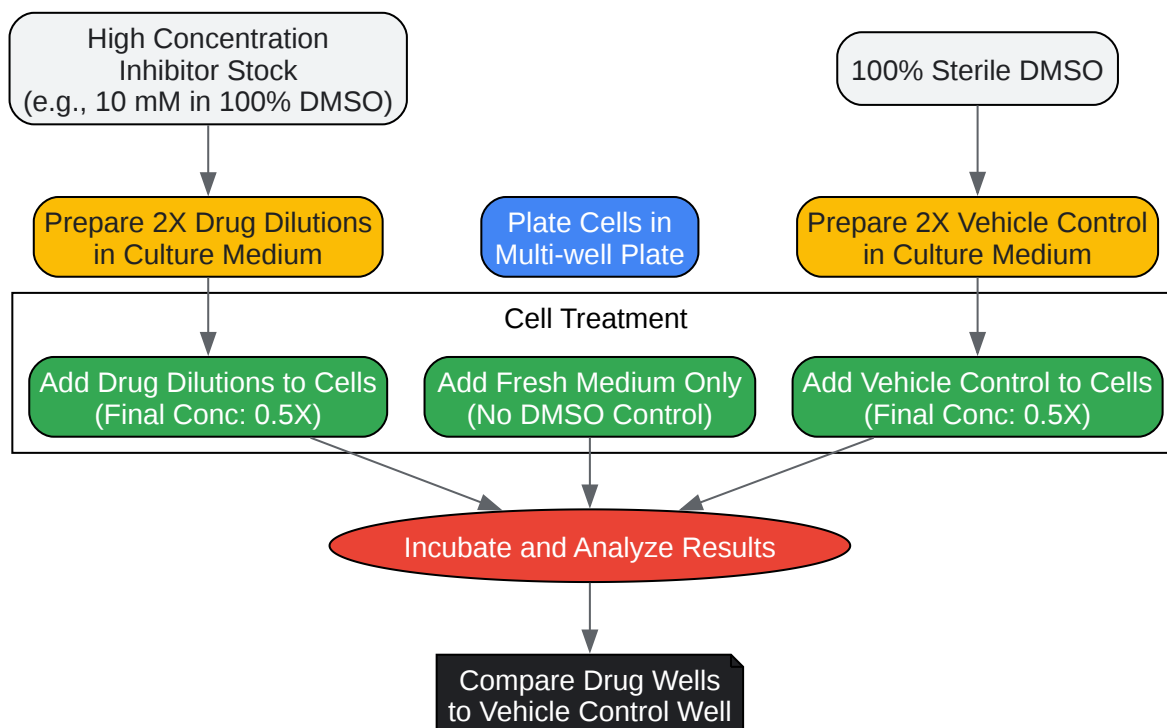 High Concentration
Inhibitor Stock
(e.g., 10 mM in 100% DMSO)
100% Sterile DMSO
Prepare 2X Drug Dilutions
in Culture Medium
Plate Cells in
Multi-well Plate
Prepare 2X Vehicle Control
in Culture Medium
Cell Treatment
Add Drug Dilutions to Cells
(Final Conc: 0.5X)
Add Fresh Medium Only
(No DMSO Control)
Add Vehicle Control to Cells
(Final Conc: 0.5X)
Incubate and Analyze Results
Compare Drug Wells
to Vehicle Control Well